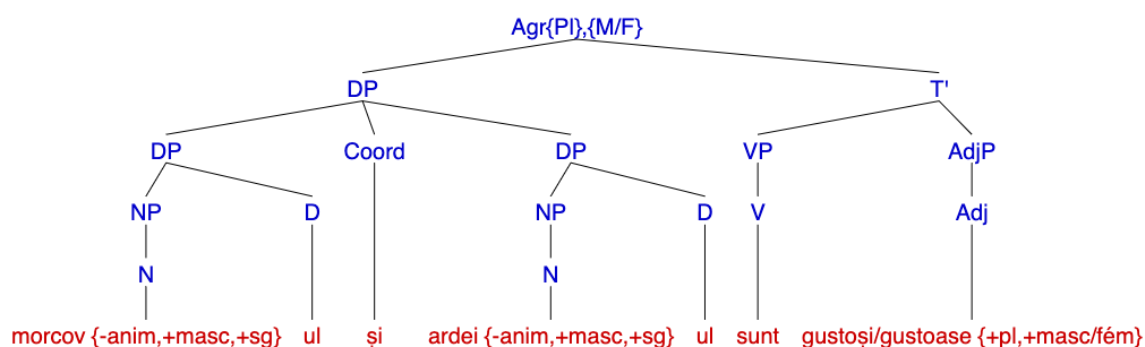 Agr{Pl},{M/F}
DP T'
DP Coord DP VP AdjP
NP D NP D V Adj
N N
morcov {-anim,+masc,+sg} ul și ardei {-anim,+masc,+sg} ul sunt gustoși/gustoase {+pl,+masc/fém}